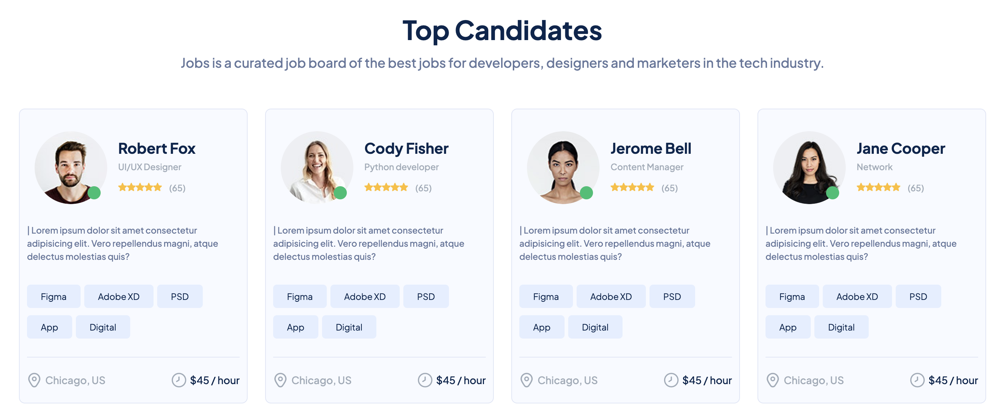 Top Candidates
Jobs is a curated job board of the best jobs for developers, designers and marketers in the tech industry.
Robert Fox
UI/UX Designer
(65)
| Lorem ipsum dolor sit amet consectetur
adipisicing elit. Vero repellendus magni, atque
delectus molestias quis?
Figma Adobe XD PSD
App Digital
Chicago, US $45 / hour
Cody Fisher
Python developer
(65)
| Lorem ipsum dolor sit amet consectetur
adipisicing elit. Vero repellendus magni, atque
delectus molestias quis?
Figma Adobe XD PSD
App Digital
Chicago, US $45 / hour
Jerome Bell
Content Manager
(65)
| Lorem ipsum dolor sit amet consectetur
adipisicing elit. Vero repellendus magni, atque
delectus molestias quis?
Figma Adobe XD PSD
App Digital
Chicago, US $45 / hour
Jane Cooper
Network
(65)
| Lorem ipsum dolor sit amet consectetur
adipisicing elit. Vero repellendus magni, atque
delectus molestias quis?
Figma Adobe XD PSD
App Digital
Chicago, US $45 / hour